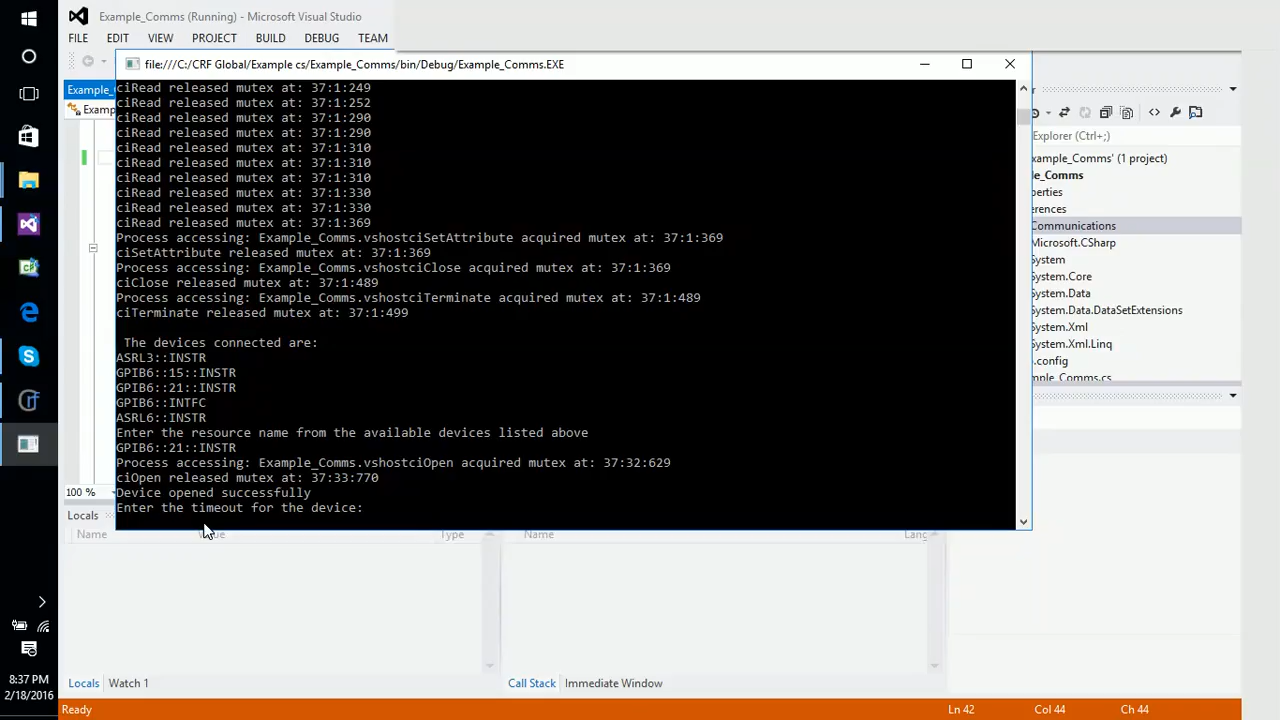 Example_Comms (Running) - Microsoft Visual Studio
FILE EDIT VIEW PROJECT BUILD DEBUG TEAM
file:///C:/CRF Global/Example cs/Example_Comms/bin/Debug/Example_Comms.EXE
ciRead released mutex at: 37:1:249
ciRead released mutex at: 37:1:252
ciRead released mutex at: 37:1:290
ciRead released mutex at: 37:1:290
ciRead released mutex at: 37:1:310
ciRead released mutex at: 37:1:310
ciRead released mutex at: 37:1:310
ciRead released mutex at: 37:1:330
ciRead released mutex at: 37:1:330
ciRead released mutex at: 37:1:369
Process accessing: Example_Comms.vshostciSetAttribute acquired mutex at: 37:1:369
ciSetAttribute released mutex at: 37:1:369
Process accessing: Example_Comms.vshostciClose acquired mutex at: 37:1:369
ciClose released mutex at: 37:1:489
Process accessing: Example_Comms.vshostciTerminate acquired mutex at: 37:1:489
ciTerminate released mutex at: 37:1:499
The devices connected are:
ASRL3::INSTR
GPIB6::15::INSTR
GPIB6::21::INSTR
GPIB6::INTFC
ASRL6::INSTR
Enter the resource name from the available devices listed above
GPIB6::21::INSTR
Process accessing: Example_Comms.vshostciOpen acquired mutex at: 37:32:629
ciOpen released mutex at: 37:33:770
Device opened successfully
Enter the timeout for the device:
Example_
Examp
r
Explorer (Ctrl+;)
xample_Comms' (1 project)
le_Comms
perties
erences
Communications
Microsoft.CSharp
System
System.Core
System.Data
System.Data.DataSetExtensions
System.Xml
System.Xml.Linq
.config
mple_Comms.cs
100 %
Locals
Name Value Type
Name Lang
Locals Watch 1
Call Stack Immediate Window
Ready Ln 42 Col 44 Ch 44
8:37 PM
2/18/2016